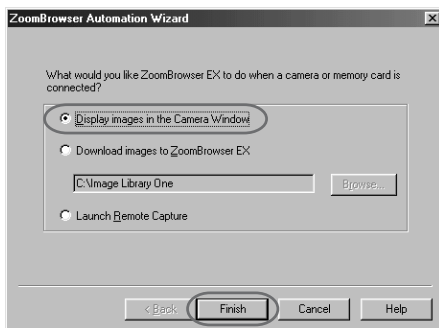 ZoomBrowser Automation Wizard
What would you like ZoomBrowser EX to do when a camera or memory card is
connected?
Display images in the Camera Window
Download images to ZoomBrowser EX
C:\Image Library One
Browse...
Launch Remote Capture
< Back
Finish
Cancel
Help